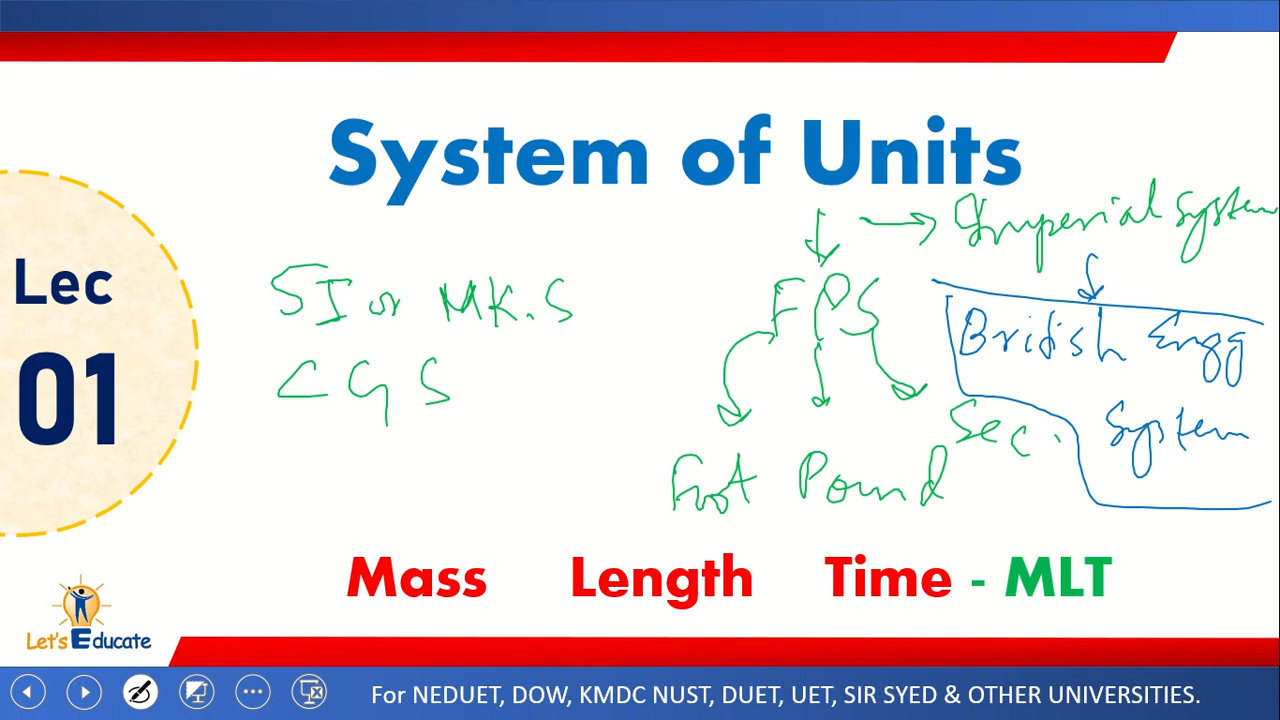 System of Units
Imperial System
Lec
01
SI or M.K.S
FPS
British Engg
System
CGS
Sec.
Foot Pound
Mass Length Time - MLT
Let's Educate
For NEDUET, DOW, KMDC NUST, DUET, UET, SIR SYED & OTHER UNIVERSITIES.